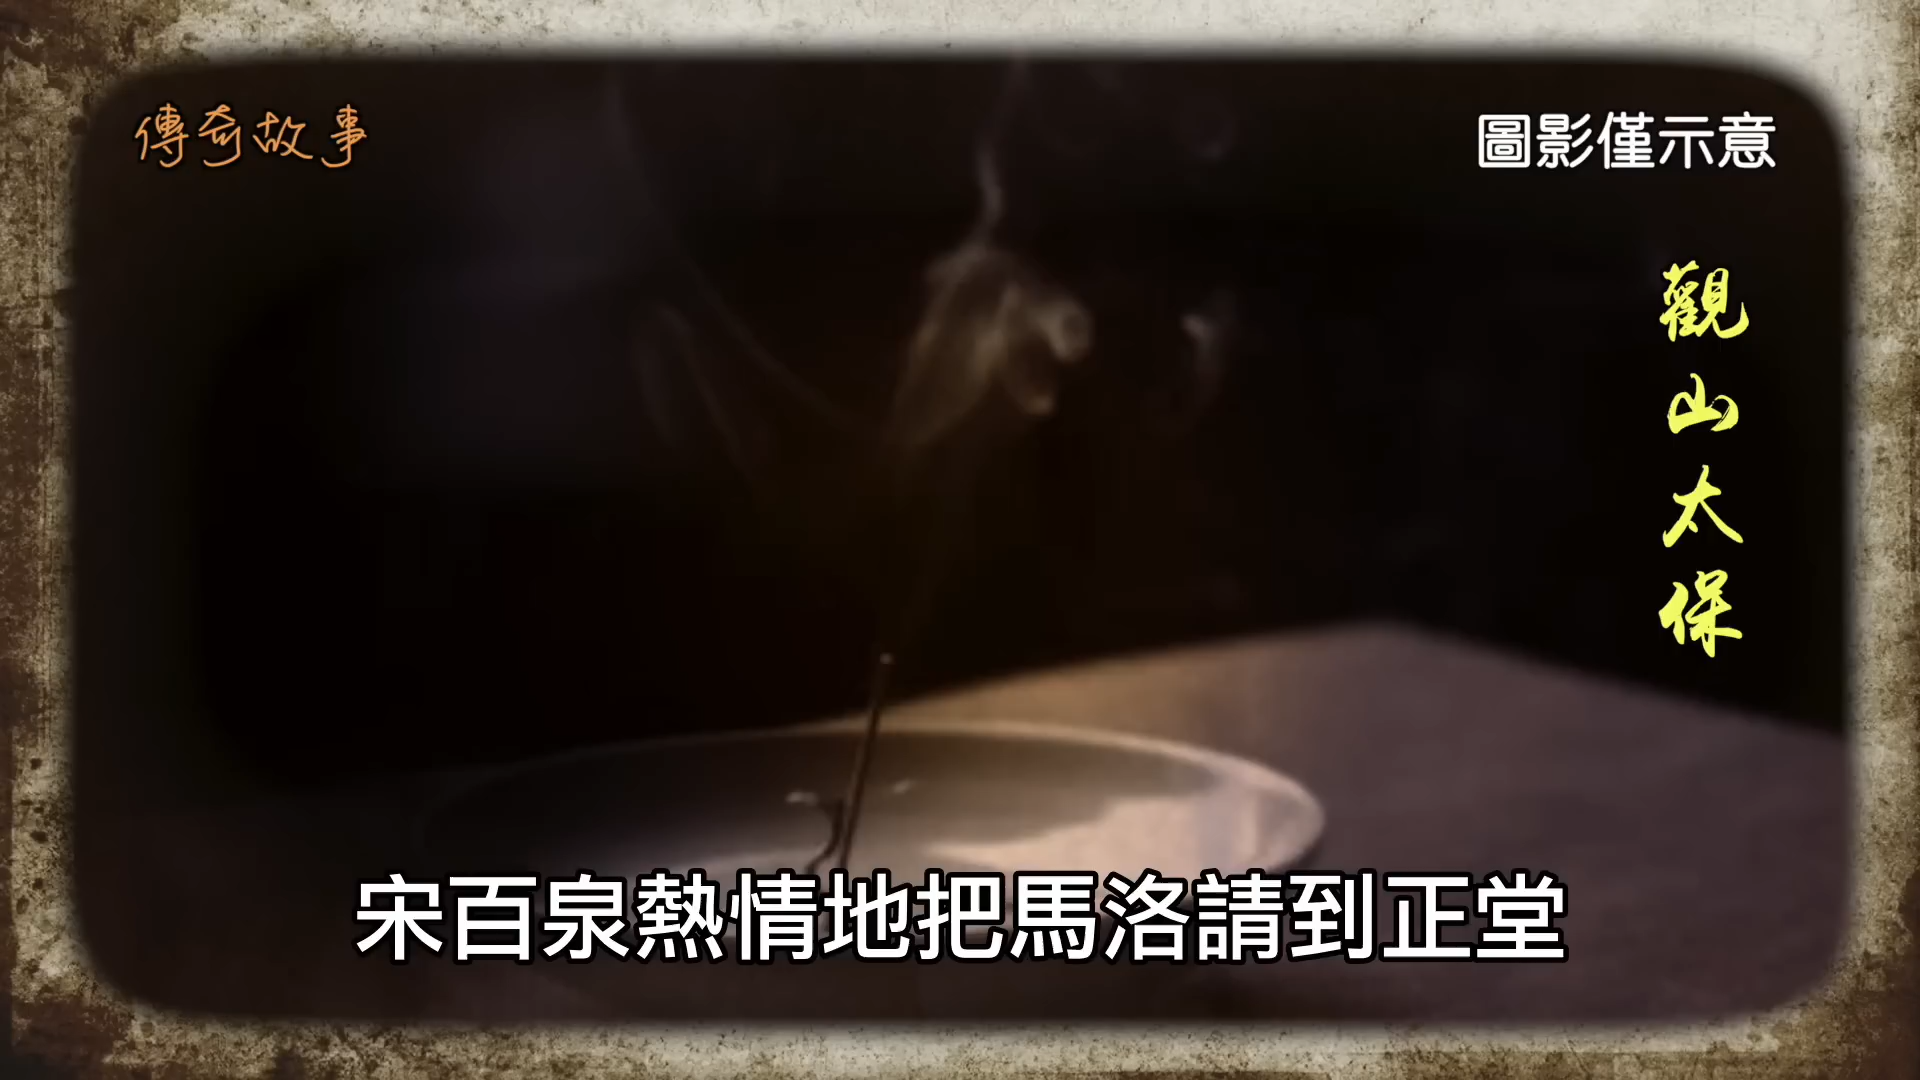 傳奇故事
圖影僅示意
觀山太保
宋百泉熱情地把馬洛請到正堂